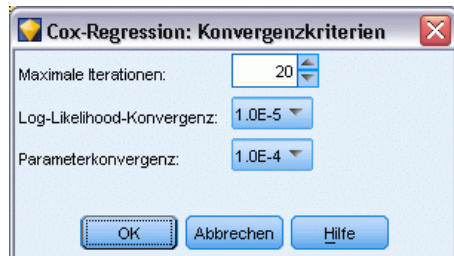 Cox-Regression: Konvergenzkriterien
Maximale Iterationen: 20
Log-Likelihood-Konvergenz: 1.0E-5
Parameterkonvergenz: 1.0E-4
OK Abbrechen Hilfe